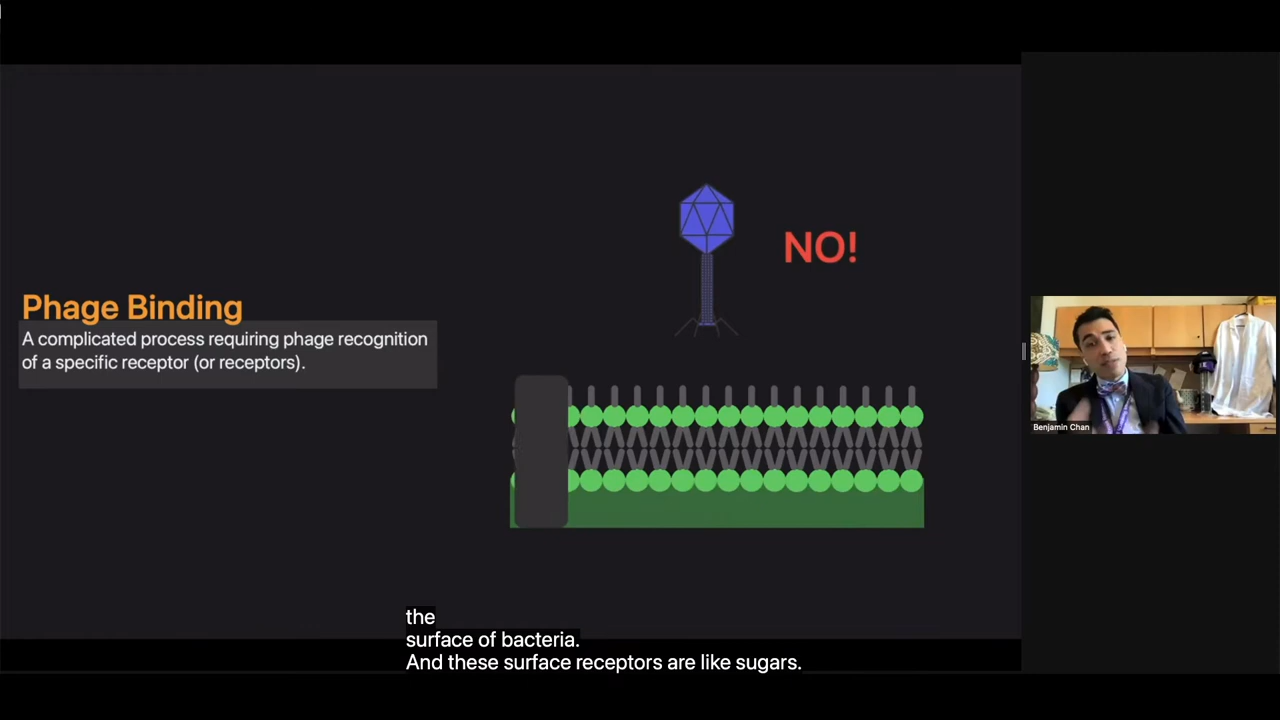 NO!
Phage Binding
A complicated process requiring phage recognition
of a specific receptor (or receptors).
Benjamin Chan
the
surface of bacteria.
And these surface receptors are like sugars.